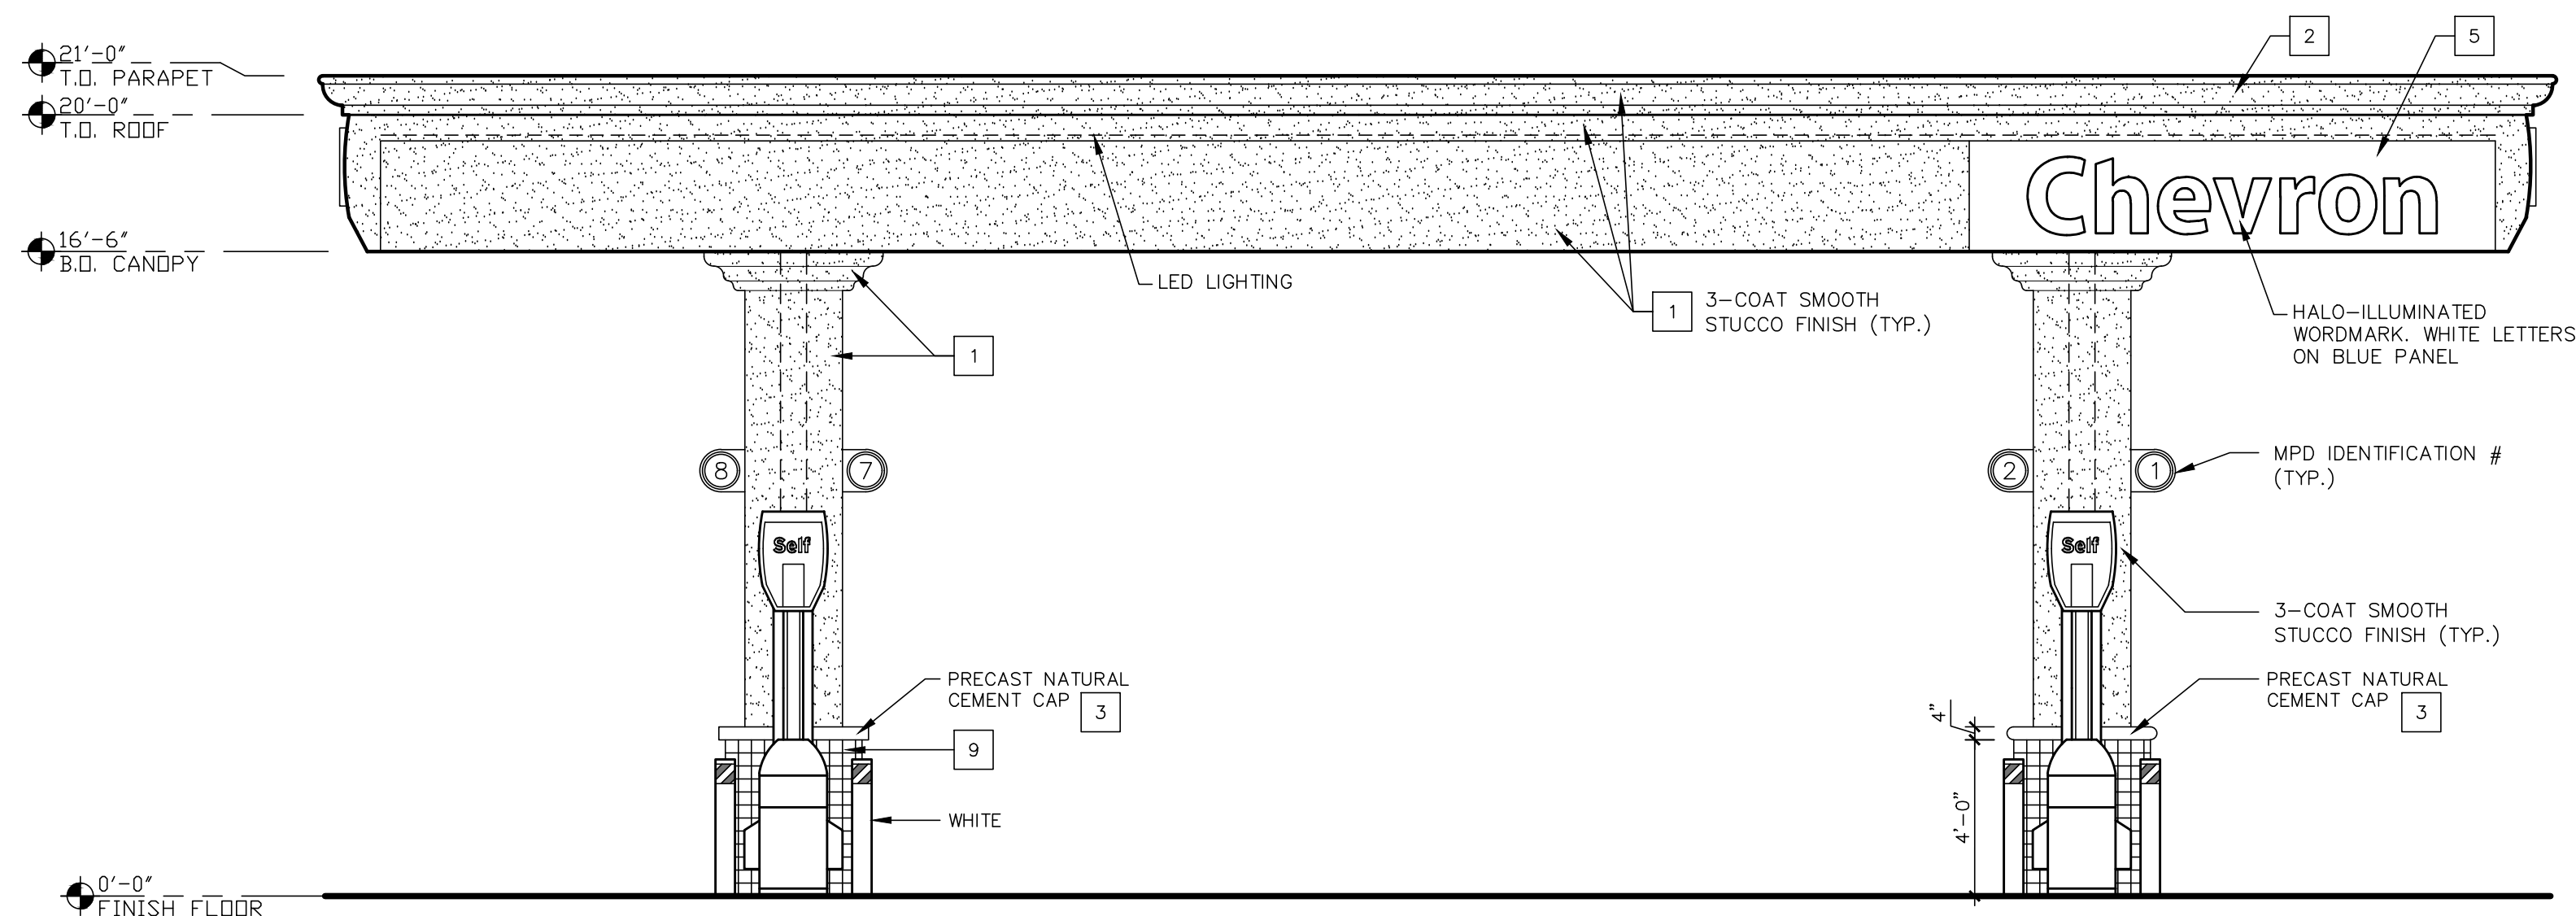 21'-0"
T.O. PARAPET
20'-0"
T.O. ROOF
16'-6"
B.O. CANOPY
2
5
Chevron
LED LIGHTING
1
3-COAT SMOOTH
STUCCO FINISH (TYP.)
HALO-ILLUMINATED
WORDMARK. WHITE LETTERS
ON BLUE PANEL
1
8
7
2
1
MPD IDENTIFICATION #
(TYP.)
Self
Self
3-COAT SMOOTH
STUCCO FINISH (TYP.)
PRECAST NATURAL
CEMENT CAP 3
PRECAST NATURAL
CEMENT CAP 3
4"
9
4'-0"
WHITE
0'-0"
FINISH FLOOR